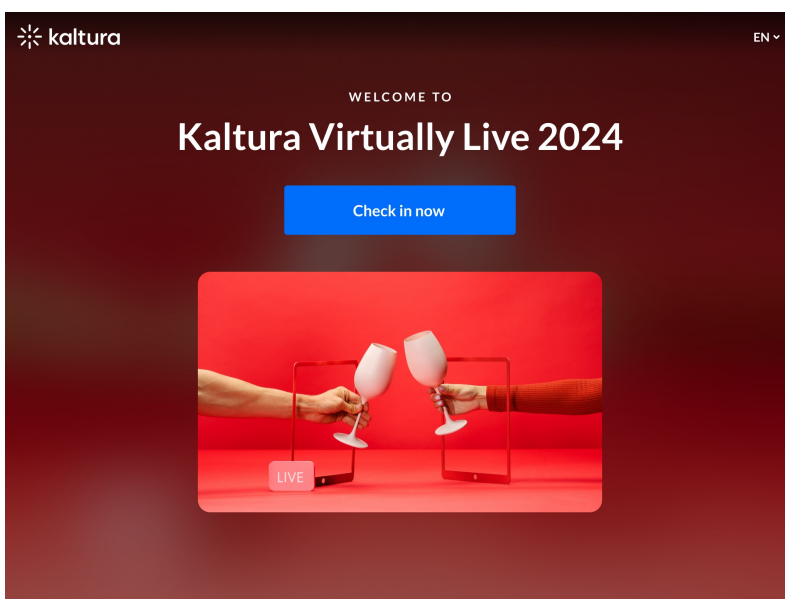 kaltura
EN
WELCOME TO
Kaltura Virtually Live 2024
Check in now
LIVE